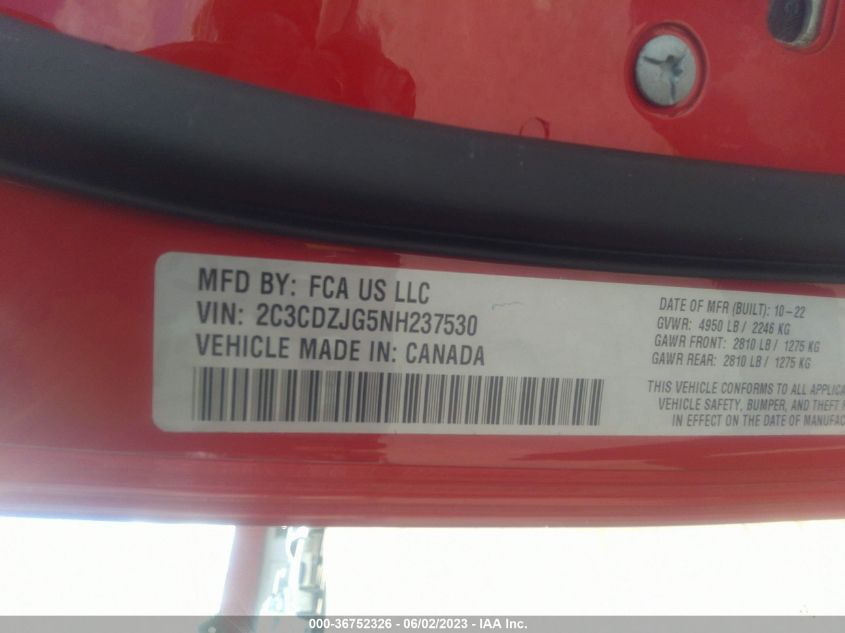 MFD BY: FCA US LLC
VIN: 2C3CDZJG5NH237530
VEHICLE MADE IN: CANADA
DATE OF MFR (BUILT): 10-22
GVWR: 4950 LB / 2246 KG
GAWR FRONT: 2810 LB / 1275 KG
GAWR REAR: 2810 LB / 1275 KG
THIS VEHICLE CONFORMS TO ALL
VEHICLE SAFETY, BUMPER, AND THEFT
IN EFFECT ON THE DATE OF
000-36752326 - 06/02/2023 - IAA Inc.